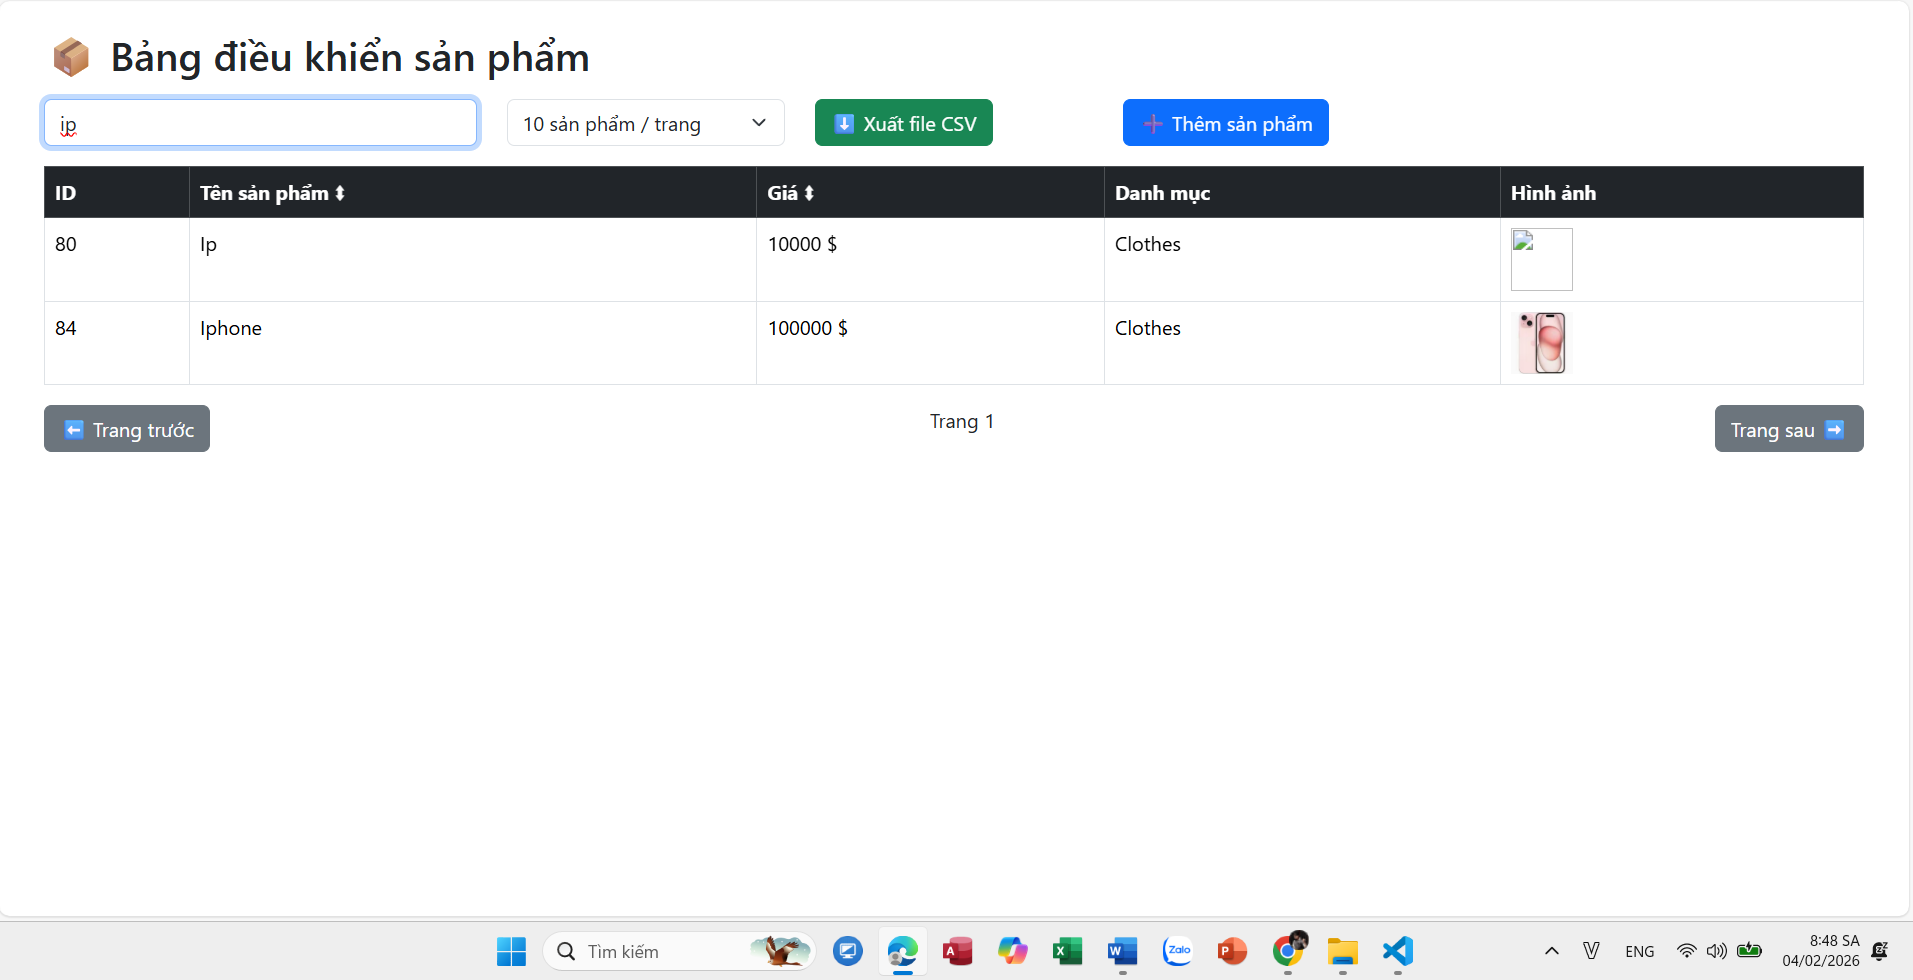 📦 Bảng điều khiển sản phẩm
ip
10 sản phẩm / trang
⬇️ Xuất file CSV
➕ Thêm sản phẩm
ID Tên sản phẩm ⬍ Giá ⬍ Danh mục Hình ảnh
80 Ip 10000 $ Clothes
84 Iphone 100000 $ Clothes
⬅️ Trang trước
Trang 1
Trang sau ➡️
Tìm kiếm
Zalo
ENG
8:48 SA
04/02/2026